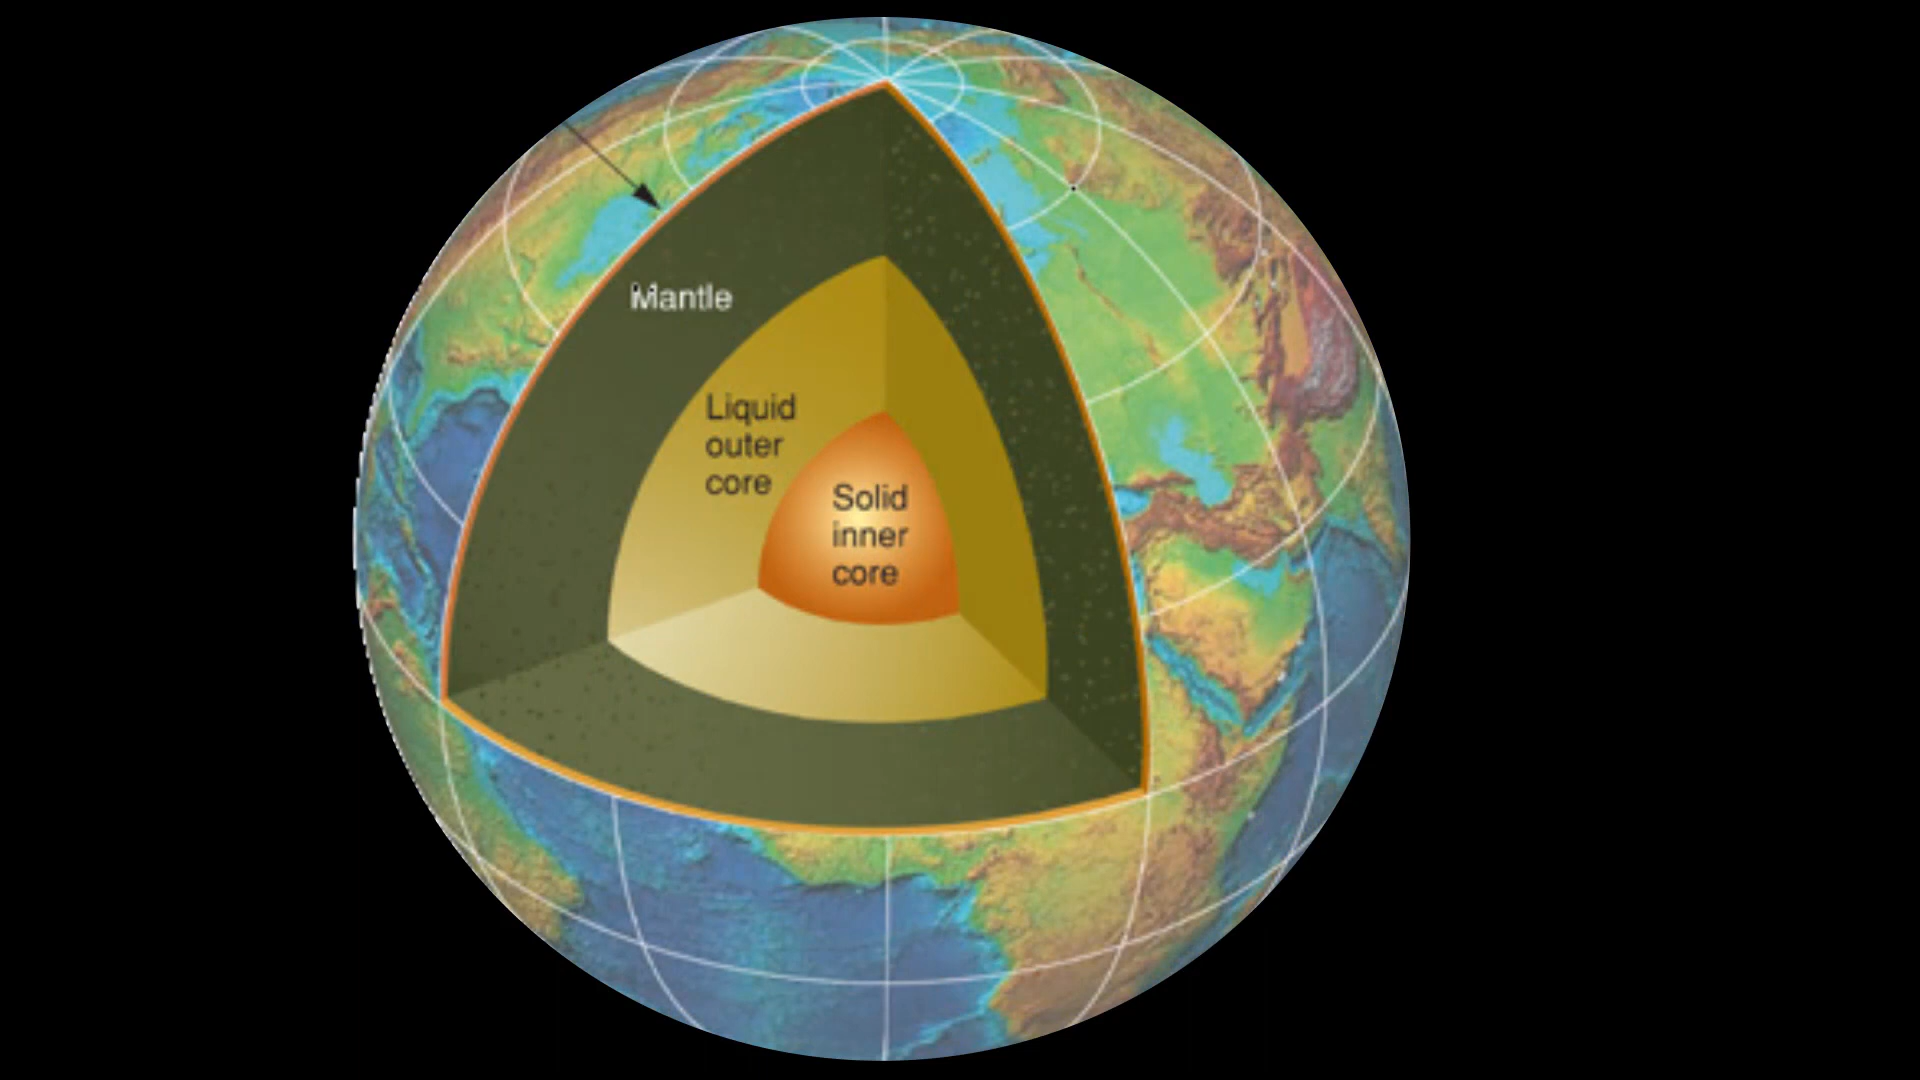 Mantle
Liquid
outer
core
Solid
inner
core